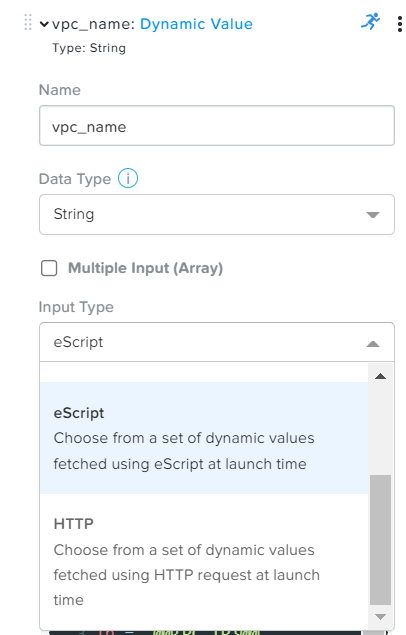 vpc_name: Dynamic Value
Type: String
Name
vpc_name
Data Type
String
Multiple Input (Array)
Input Type
eScript
eScript
Choose from a set of dynamic values
fetched using eScript at launch time
HTTP
Choose from a set of dynamic values
fetched using HTTP request at launch
time